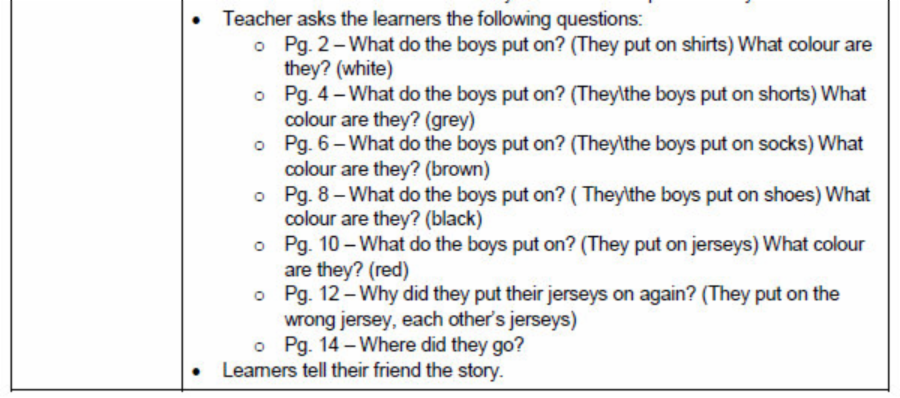 • Teacher asks the learners the following questions:
o Pg. 2 – What do the boys put on? (They put on shirts) What colour are
they? (white)
o Pg. 4 – What do the boys put on? (They\the boys put on shorts) What
colour are they? (grey)
o Pg. 6 – What do the boys put on? (They\the boys put on socks) What
colour are they? (brown)
o Pg. 8 – What do the boys put on? ( They\the boys put on shoes) What
colour are they? (black)
o Pg. 10 – What do the boys put on? (They put on jerseys) What colour
are they? (red)
o Pg. 12 – Why did they put their jerseys on again? (They put on the
wrong jersey, each other's jerseys)
o Pg. 14 – Where did they go?
• Learners tell their friend the story.